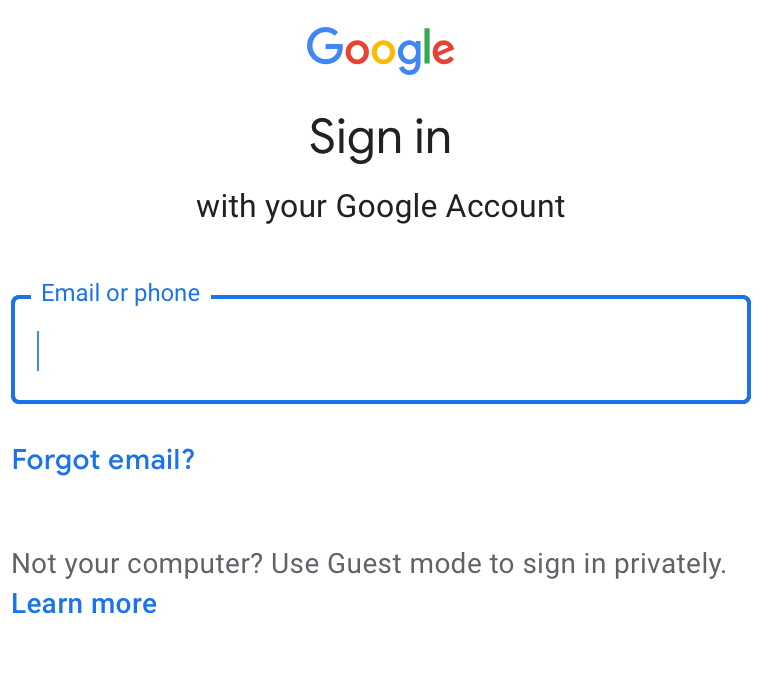 Google
Sign in
with your Google Account
Email or phone
Forgot email?
Not your computer? Use Guest mode to sign in privately.
Learn more